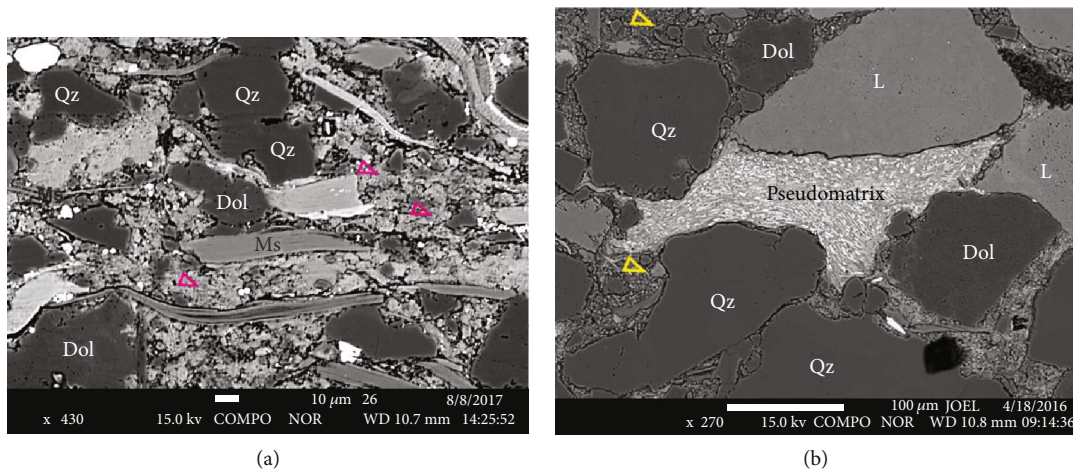 Qz
Qz
Qz
Dol
Ms
Dol
10 μm 26 8/8/2017
x 430 15.0 kv COMPO NOR WD 10.7 mm 14:25:52
(a)
Dol
L
Qz
L
Pseudomatrix
Dol
Qz
Qz
100 μm JOEL 4/18/2016
x 270 15.0 kv COMPO NOR WD 10.8 mm 09:14:36
(b)